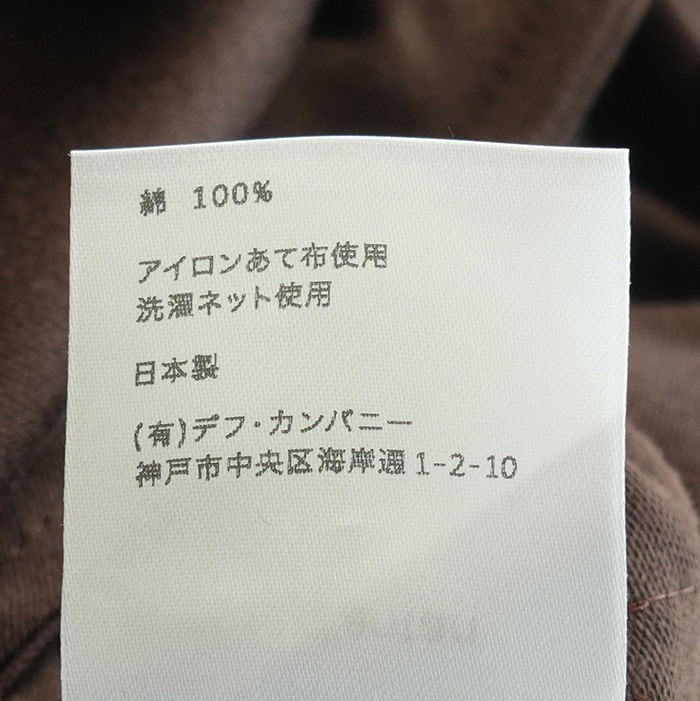 綿 100%
アイロンあて布使用
洗濯ネット使用
日本製
(有)デフ・カンパニー
神戸市中央区海岸通1-2-10